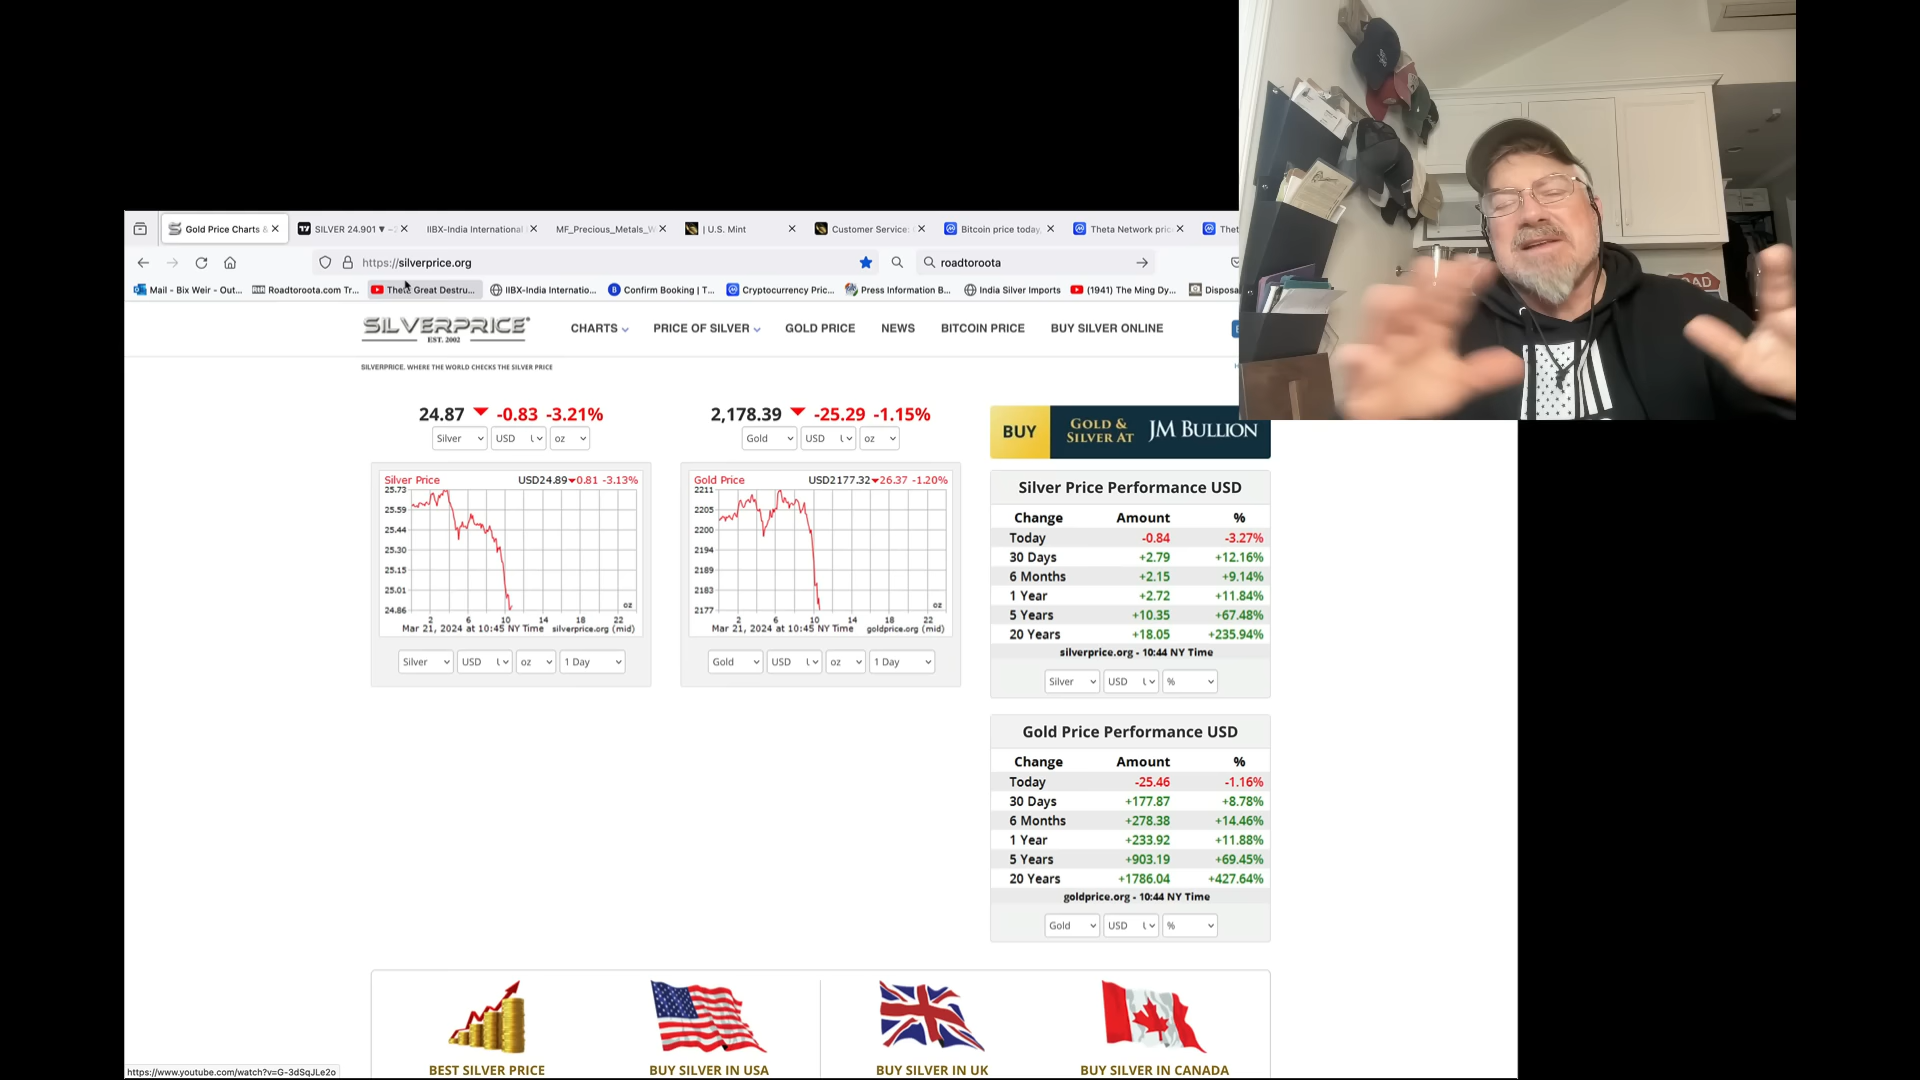 Gold Price Charts &
SILVER 24.901 ▼ −
IIBX-India International
MF_Precious_Metals_W
| U.S. Mint
Customer Service:
Bitcoin price today,
Theta Network pric
Thet
https://silverprice.org
roadtoroota
Mail - Bix Weir - Out...
Roadtoroota.com Tr...
The Great Destru...
IIBX-India Internatio...
Confirm Booking | T...
Cryptocurrency Pric...
Press Information B...
India Silver Imports
(1941) The Ming Dy...
Disposa
SILVERPRICE
EST. 2002
CHARTS
PRICE OF SILVER
GOLD PRICE
NEWS
BITCOIN PRICE
BUY SILVER ONLINE
SILVERPRICE. WHERE THE WORLD CHECKS THE SILVER PRICE
24.87 ▼ -0.83 -3.21%
Silver USD oz
2,178.39 ▼ -25.29 -1.15%
Gold USD oz
BUY GOLD & SILVER AT JM BULLION
Silver Price USD24.89▼0.81 -3.13%
25.73
25.59
25.44
25.30
25.15
25.01
24.86
oz
2 6 10 14 18 22
Mar 21, 2024 at 10:45 NY Time silverprice.org (mid)
Silver USD oz 1 Day
Gold Price USD2177.32▼26.37 -1.20%
2211
2205
2200
2194
2189
2183
2177
oz
2 6 10 14 18 22
Mar 21, 2024 at 10:45 NY Time goldprice.org (mid)
Gold USD oz 1 Day
Silver Price Performance USD
Change Amount %
Today -0.84 -3.27%
30 Days +2.79 +12.16%
6 Months +2.15 +9.14%
1 Year +2.72 +11.84%
5 Years +10.35 +67.48%
20 Years +18.05 +235.94%
silverprice.org - 10:44 NY Time
Silver USD %
Gold Price Performance USD
Change Amount %
Today -25.46 -1.16%
30 Days +177.87 +8.78%
6 Months +278.38 +14.46%
1 Year +233.92 +11.88%
5 Years +903.19 +69.45%
20 Years +1786.04 +427.64%
goldprice.org - 10:44 NY Time
Gold USD %
BEST SILVER PRICE
BUY SILVER IN USA
BUY SILVER IN UK
BUY SILVER IN CANADA
https://www.youtube.com/watch?v=G-3dSqJLe2o